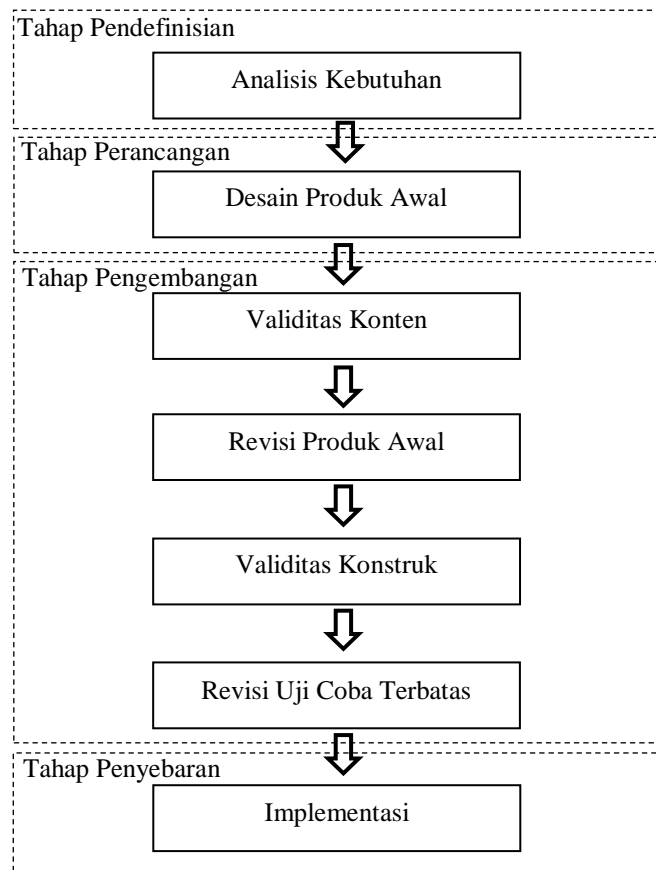 Tahap Pendefinisian
Analisis Kebutuhan
Tahap Perancangan
Desain Produk Awal
Tahap Pengembangan
Validitas Konten
Revisi Produk Awal
Validitas Konstruk
Revisi Uji Coba Terbatas
Tahap Penyebaran
Implementasi